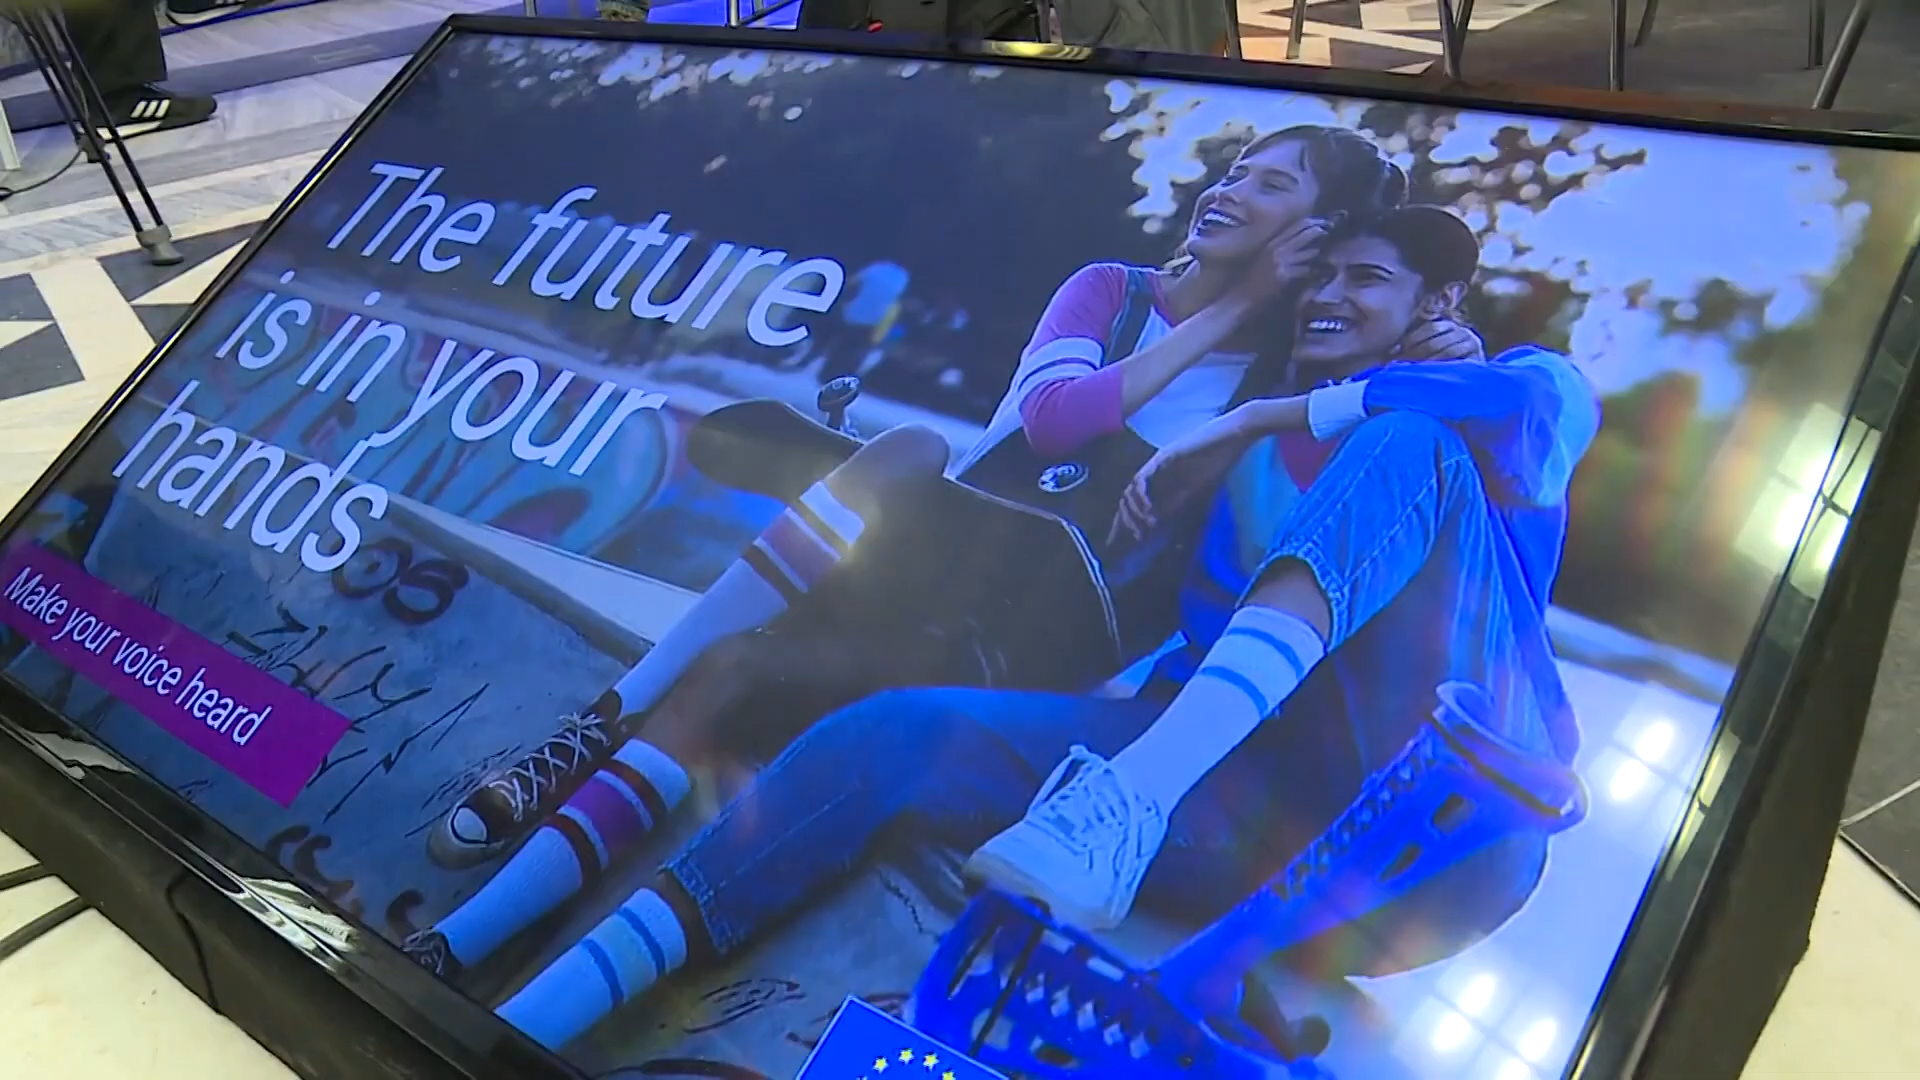 The future
is in your
hands
Make your voice heard